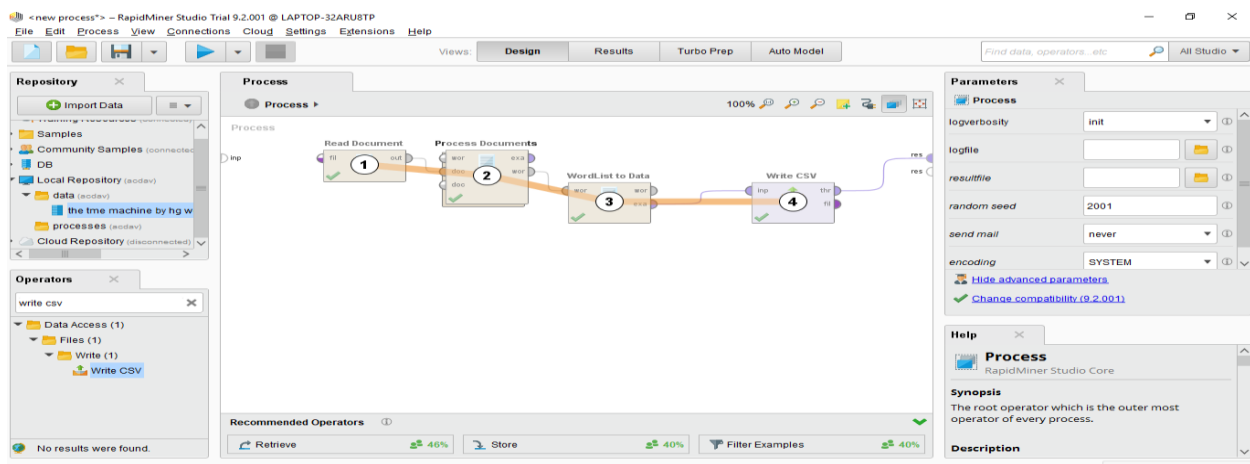 <new process*> – RapidMiner Studio Trial 9.2.001 @ LAPTOP-32ARU8TP
File Edit Process View Connections Cloud Settings Extensions Help
Views: Design Results Turbo Prep Auto Model
Find data, operators...etc
All Studio
Repository
Import Data
Training Resources (connected)
Samples
Community Samples (connected
DB
Local Repository (aodav)
data (aodav)
the tme machine by hg w
processes (aodav)
Cloud Repository (disconnected)
Operators
write csv
Data Access (1)
Files (1)
Write (1)
Write CSV
No results were found.
Process
Process
100%
Process
inp
Read Document
fil out
1
Process Documents
wor exa
doc wor
doc
2
WordList to Data
wor wor
exa
3
Write CSV
inp thr
fil
4
res
res
Recommended Operators
Retrieve 46%
Store 40%
Filter Examples 40%
Parameters
Process
logverbosity init
logfile
resultfile
random seed 2001
send mail never
encoding SYSTEM
Hide advanced parameters
Change compatibility (9.2.001)
Help
Process
RapidMiner Studio Core
Synopsis
The root operator which is the outer most
operator of every process.
Description